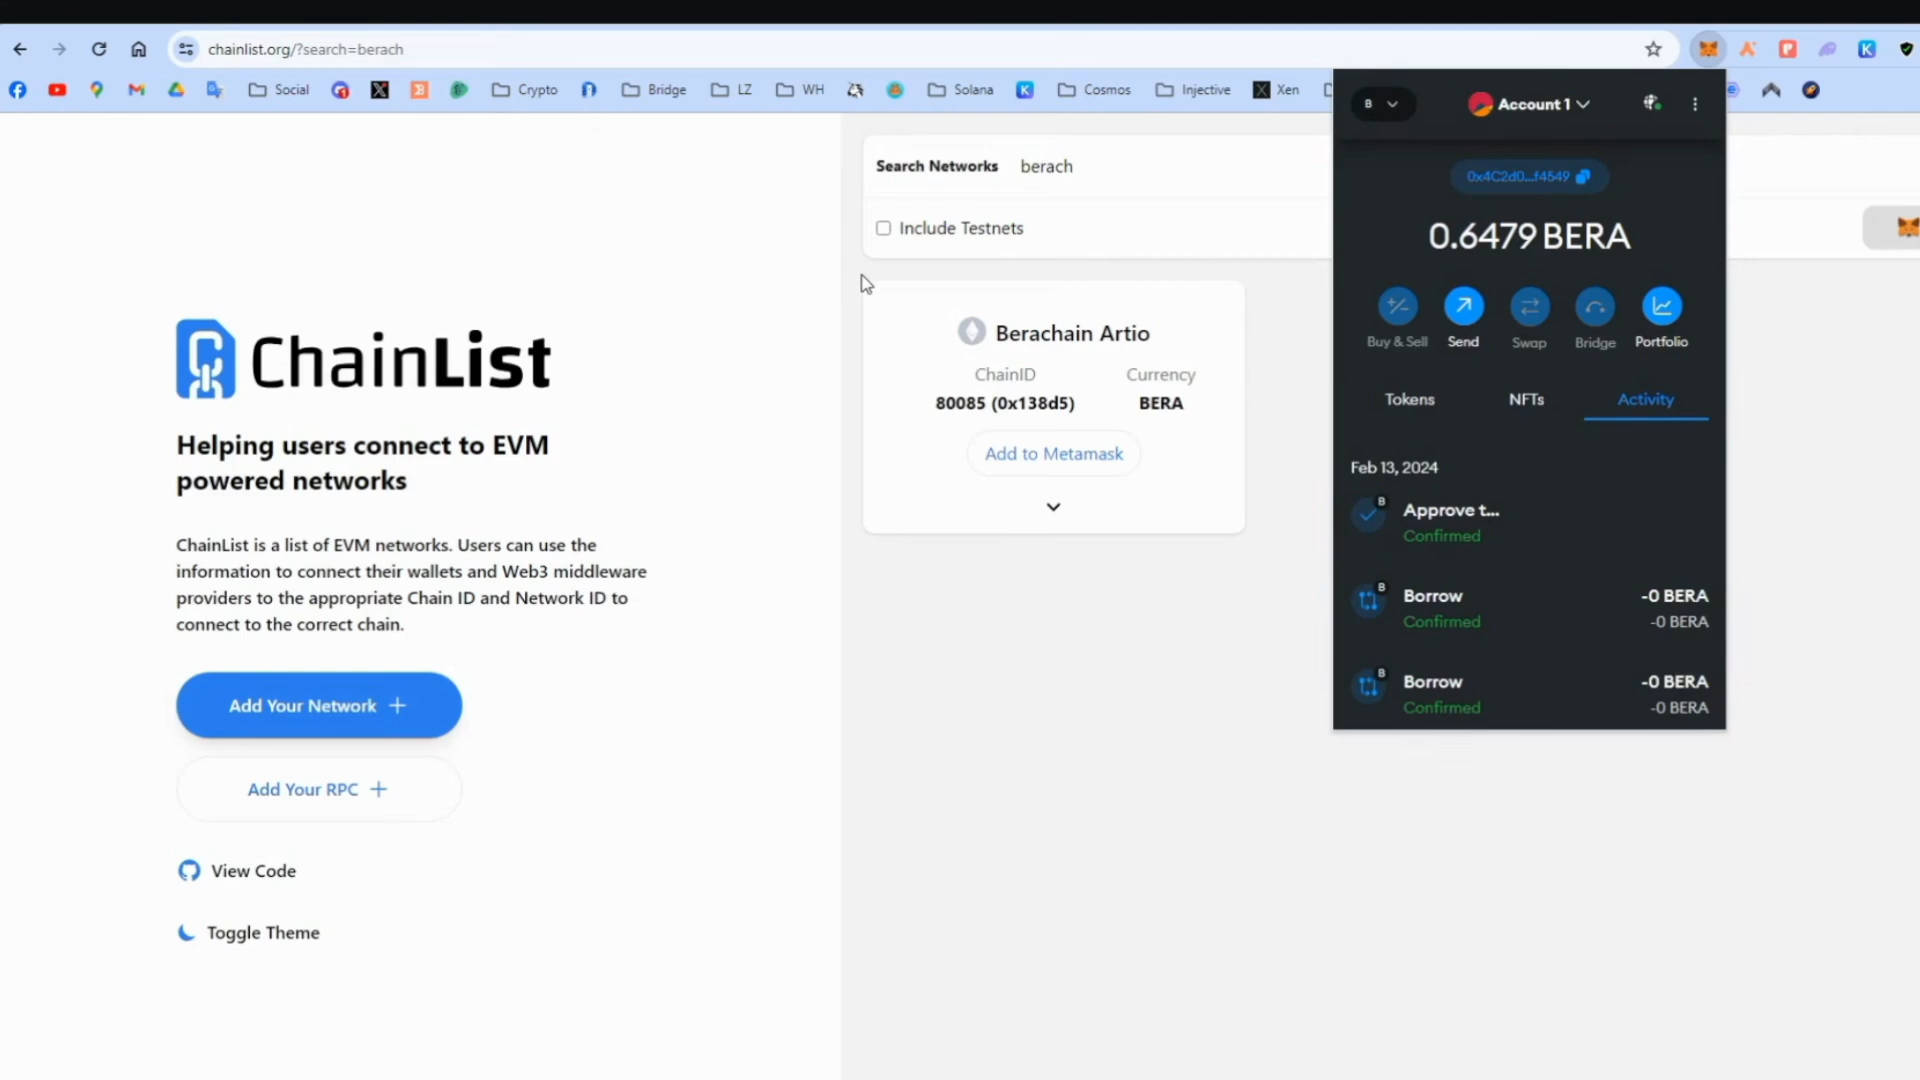 chainlist.org/?search=berach
Social
Crypto
Bridge
LZ
WH
Solana
Cosmos
Injective
Xen
ChainList
Helping users connect to EVM
powered networks
ChainList is a list of EVM networks. Users can use the
information to connect their wallets and Web3 middleware
providers to the appropriate Chain ID and Network ID to
connect to the correct chain.
Add Your Network +
Add Your RPC +
View Code
Toggle Theme
Search Networks berach
Include Testnets
Berachain Artio
ChainID Currency
80085 (0x138d5) BERA
Add to Metamask
B
Account 1
0x4C2d0...f4549
0.6479 BERA
Buy & Sell Send Swap Bridge Portfolio
Tokens NFTs Activity
Feb 13, 2024
B
Approve t...
Confirmed
B
Borrow -0 BERA
Confirmed -0 BERA
B
Borrow -0 BERA
Confirmed -0 BERA